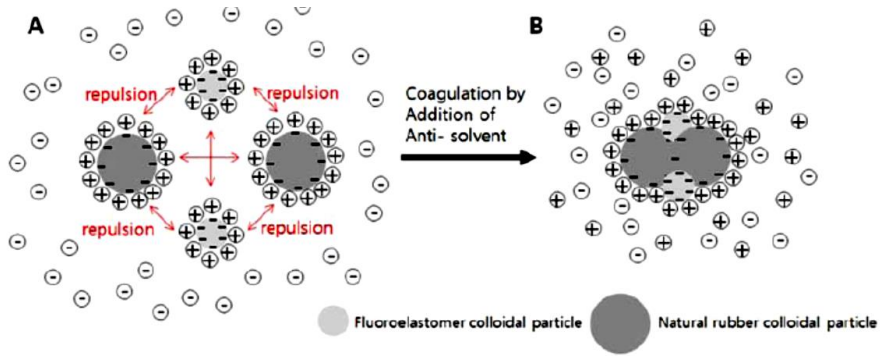 A
B
repulsion
repulsion
Coagulation by
Addition of
Anti- solvent
repulsion
repulsion
Fluoroelastomer colloidal particle
Natural rubber colloidal particle